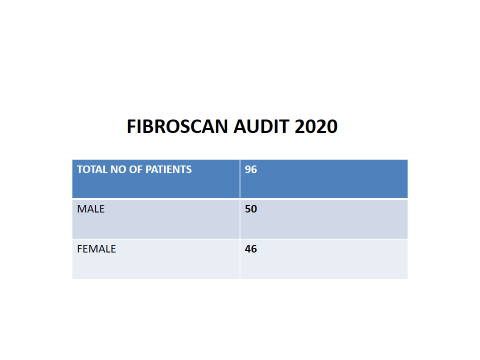 FIBROSCAN AUDIT 2020
TOTAL NO OF PATIENTS 96
MALE 50
FEMALE 46